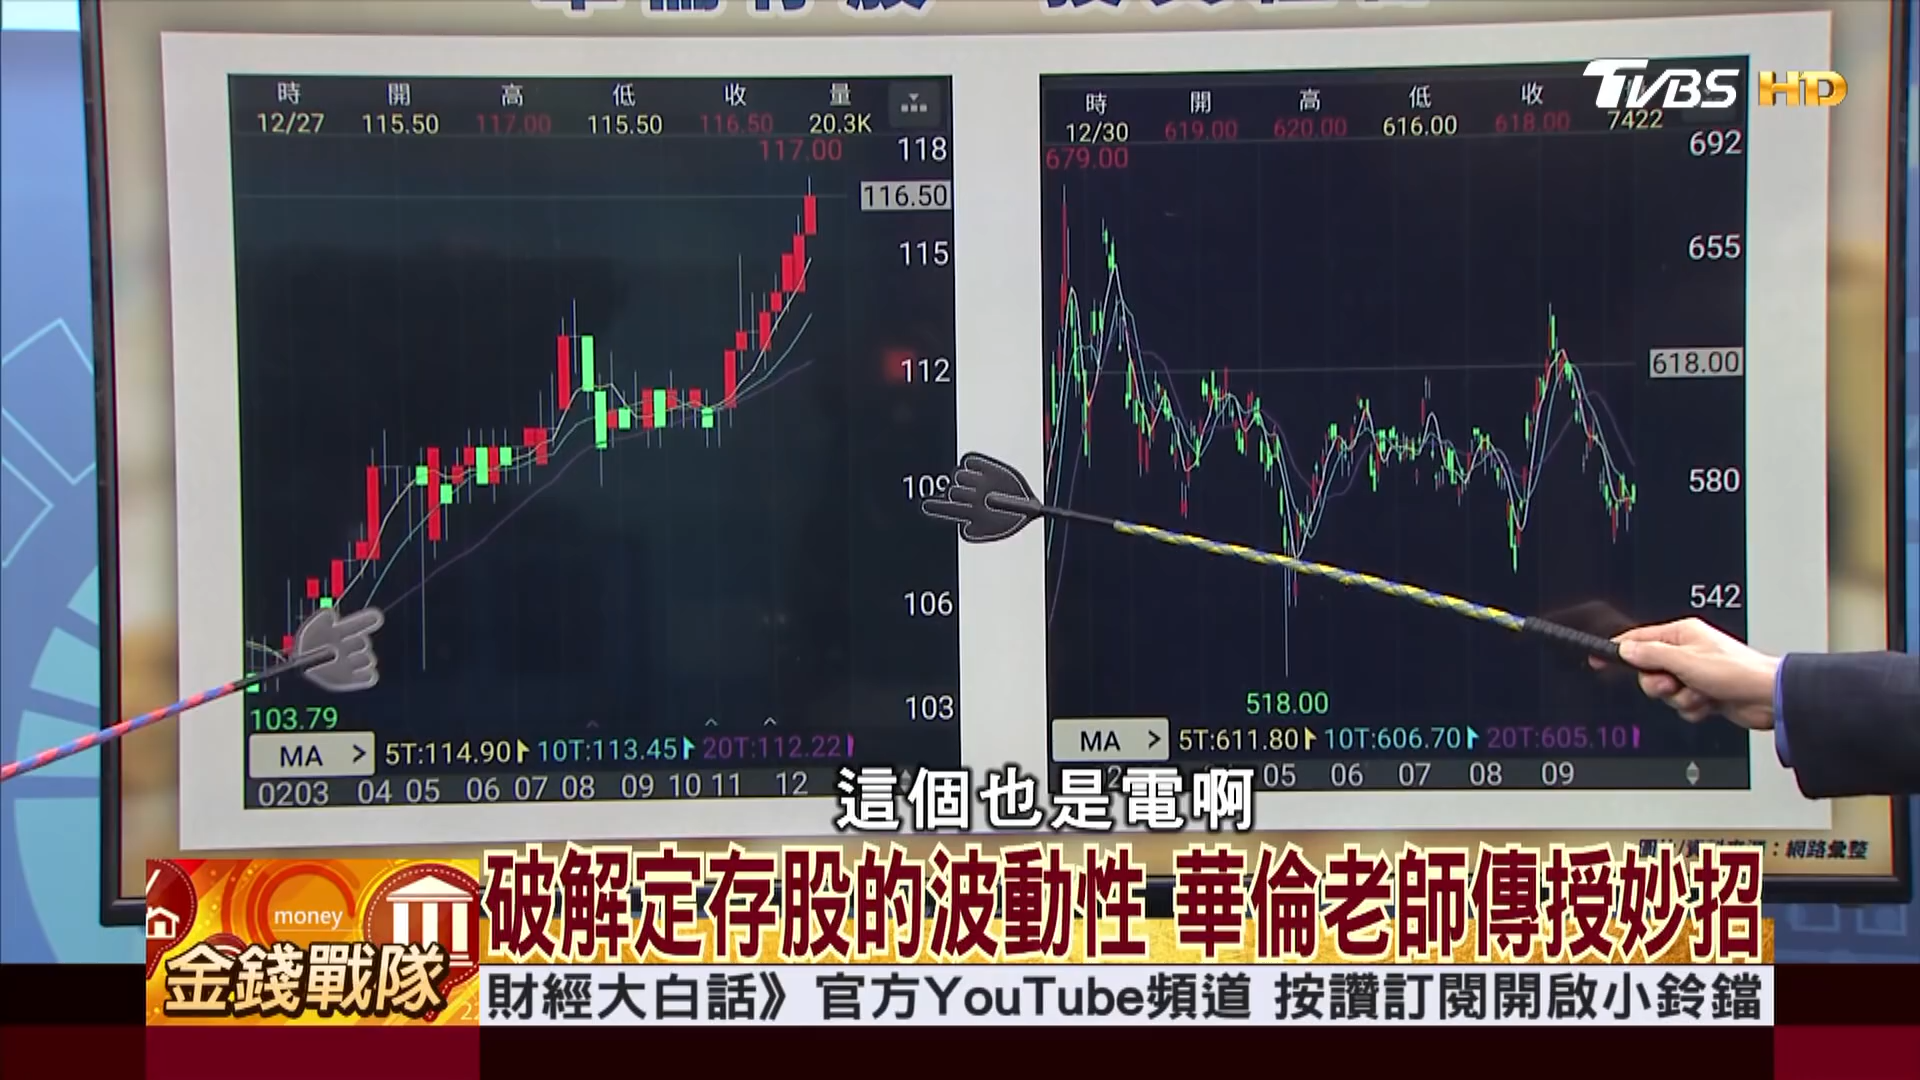 TVBS HD
時 開 高 低 收 量
12/27 115.50 117.00 115.50 116.50 20.3K
117.00
118
116.50
115
112
109
106
103
103.79
MA > 5T:114.90 10T:113.45 20T:112.22
0203 04 05 06 07 08 09 10 11 12
時 開 高 低 收
12/30 619.00 620.00 616.00 618.00 7422
679.00
692
655
618.00
580
542
518.00
MA > 5T:611.80 10T:606.70 20T:605.10
05 06 07 08 09
這個也是電啊
網路彙整
money
金錢戰隊
破解定存股的波動性 華倫老師傳授妙招
財經大白話》官方YouTube頻道 按讚訂閱開啟小鈴鐺